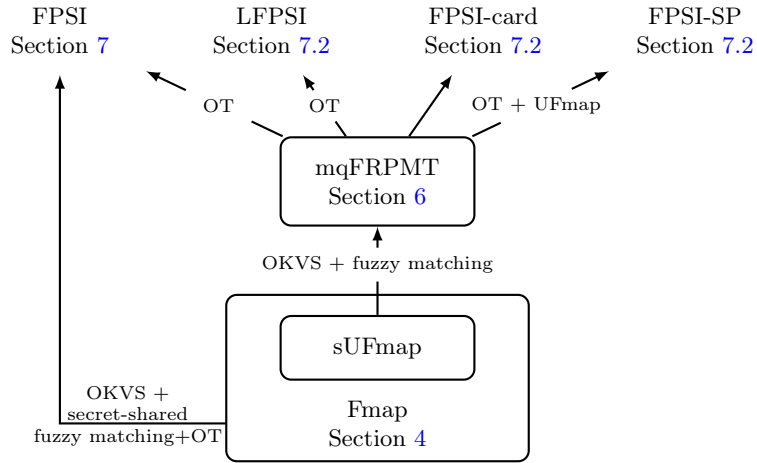 FPSI
Section 7
LFPSI
Section 7.2
FPSI-card
Section 7.2
FPSI-SP
Section 7.2
OT
OT
OT + UFmap
mqFRPMT
Section 6
OKVS + fuzzy matching
sUFmap
Fmap
Section 4
OKVS +
secret-shared
fuzzy matching+OT